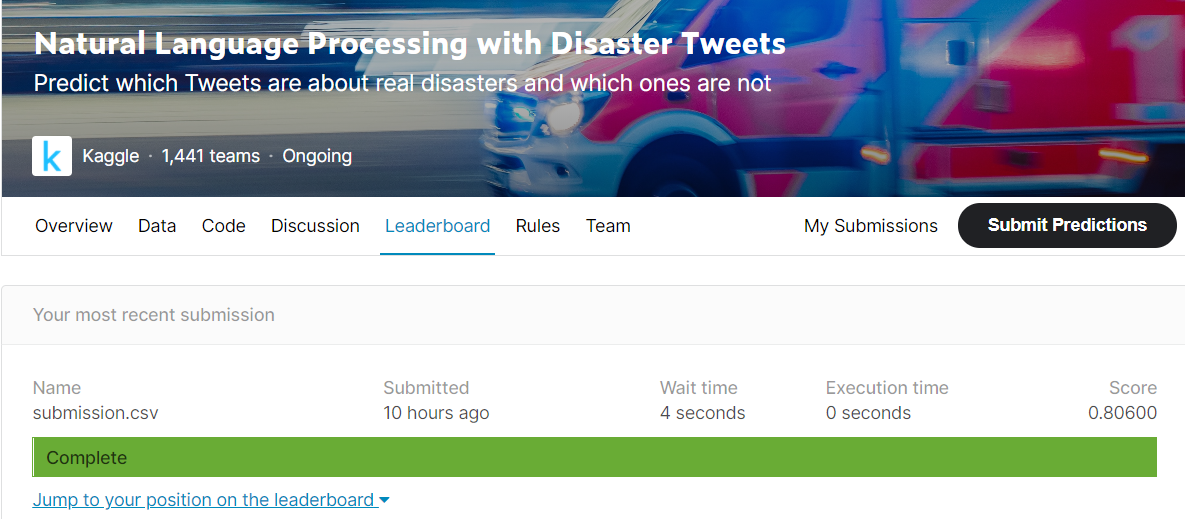 Natural Language Processing with Disaster Tweets
Predict which Tweets are about real disasters and which ones are not
k
Kaggle · 1,441 teams · Ongoing
Overview Data Code Discussion Leaderboard Rules Team My Submissions Submit Predictions
Your most recent submission
Name Submitted Wait time Execution time Score
submission.csv 10 hours ago 4 seconds 0 seconds 0.80600
Complete
Jump to your position on the leaderboard